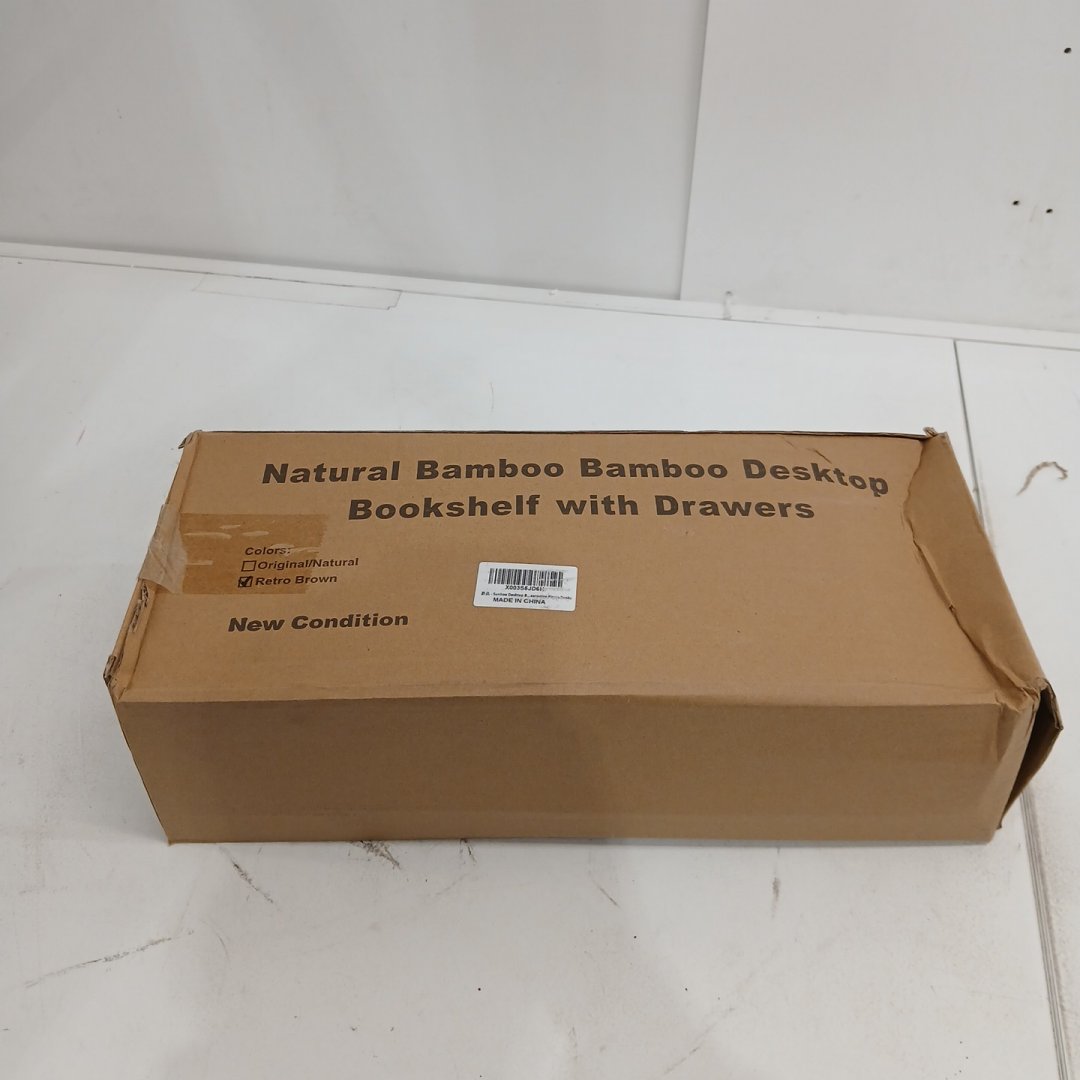 Natural Bamboo Bamboo Desktop
Bookshelf with Drawers
Colors:
Original/Natural
Retro Brown
New Condition
MADE IN CHINA